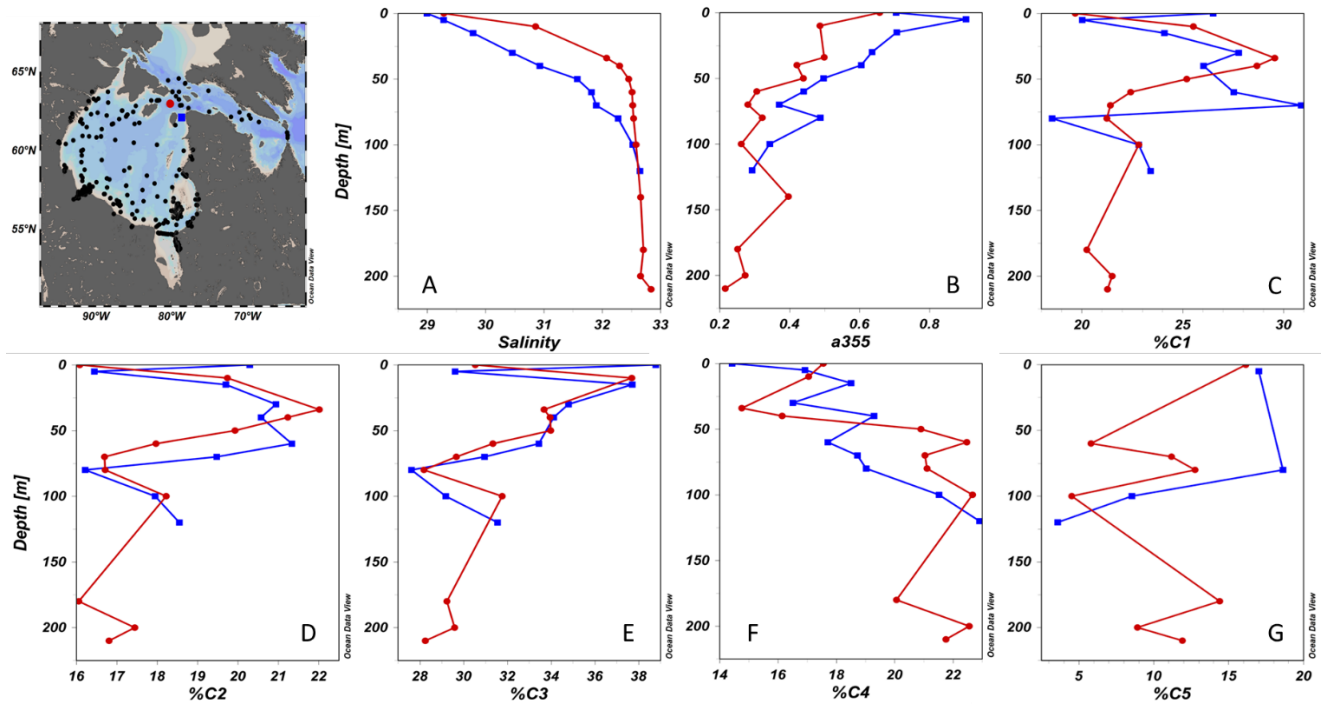 65°N
60°N
55°N
90°W 80°W 70°W
Ocean Data View
0
50
100
150
200
Depth [m]
29 30 31 32 33
Salinity
A
Ocean Data View
0
50
100
150
200
0.2 0.4 0.6 0.8
a355
B
Ocean Data View
0
50
100
150
200
20 25 30
%C1
C
Ocean Data View
0
50
100
150
200
Depth [m]
16 17 18 19 20 21 22
%C2
D
Ocean Data View
0
50
100
150
200
28 30 32 34 36 38
%C3
E
Ocean Data View
0
50
100
150
200
14 16 18 20 22
%C4
F
Ocean Data View
0
50
100
150
200
5 10 15 20
%C5
G
Ocean Data View